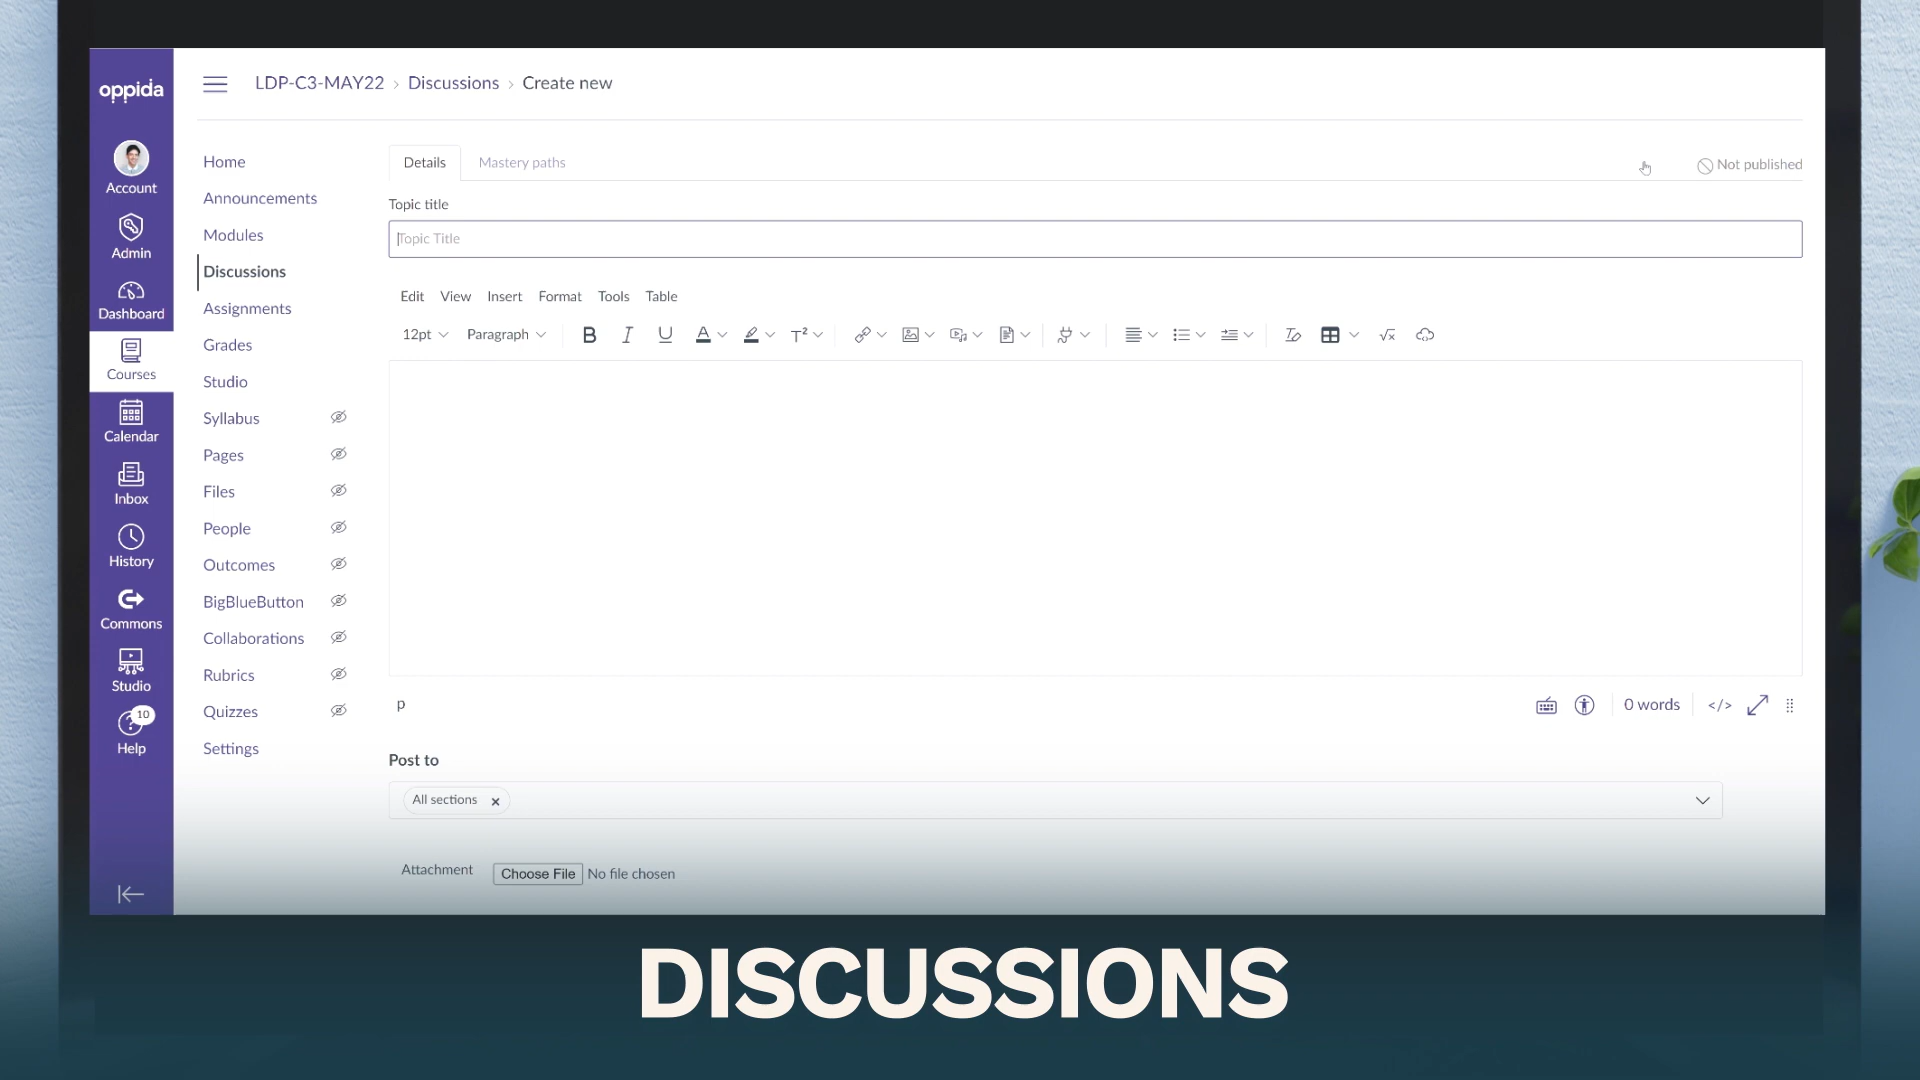 oppida
LDP-C3-MAY22 › Discussions › Create new
Account
Admin
Dashboard
Courses
Calendar
Inbox
History
Commons
Studio
10
Help
Home
Announcements
Modules
Discussions
Assignments
Grades
Studio
Syllabus
Pages
Files
People
Outcomes
BigBlueButton
Collaborations
Rubrics
Quizzes
Settings
Details Mastery paths Not published
Topic title
Topic Title
Edit View Insert Format Tools Table
12pt Paragraph B I U A T²
p 0 words </>
Post to
All sections ×
Attachment Choose File No file chosen
DISCUSSIONS